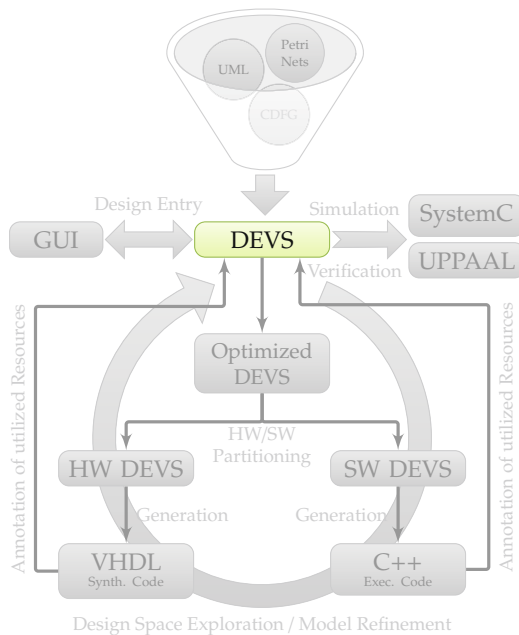 Petri
Nets
UML
CDFG
Design Entry
Simulation
SystemC
GUI
DEVS
UPPAAL
Verification
Annotation of utilized Resources
Annotation of utilized Resources
Optimized
DEVS
HW/SW
Partitioning
HW DEVS
SW DEVS
Generation
Generation
VHDL
Synth. Code
C++
Exec. Code
Design Space Exploration / Model Refinement